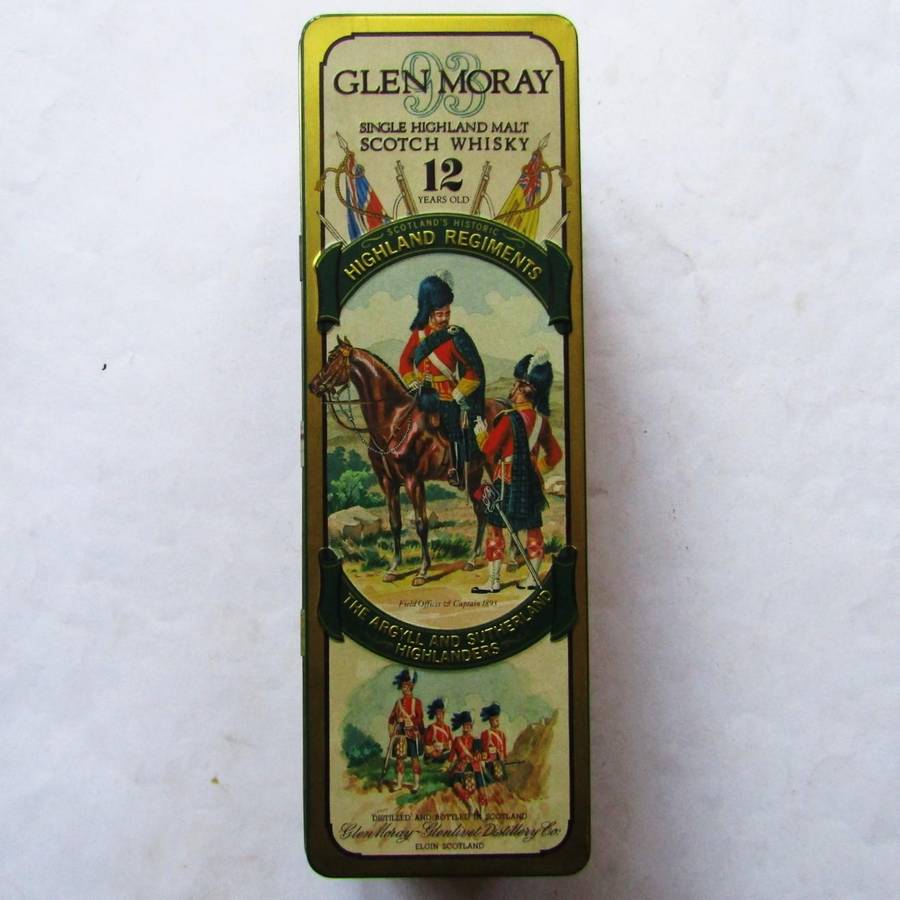 93
GLEN MORAY
SINGLE HIGHLAND MALT
SCOTCH WHISKY
12
YEARS OLD
SCOTLAND'S HISTORIC
HIGHLAND REGIMENTS
Field Officer & Captain 1893
THE ARGYLL AND SUTHERLAND
HIGHLANDERS
DISTILLED AND BOTTLED IN SCOTLAND
Glen Moray-Glenlivet Distillery Co:
ELGIN SCOTLAND